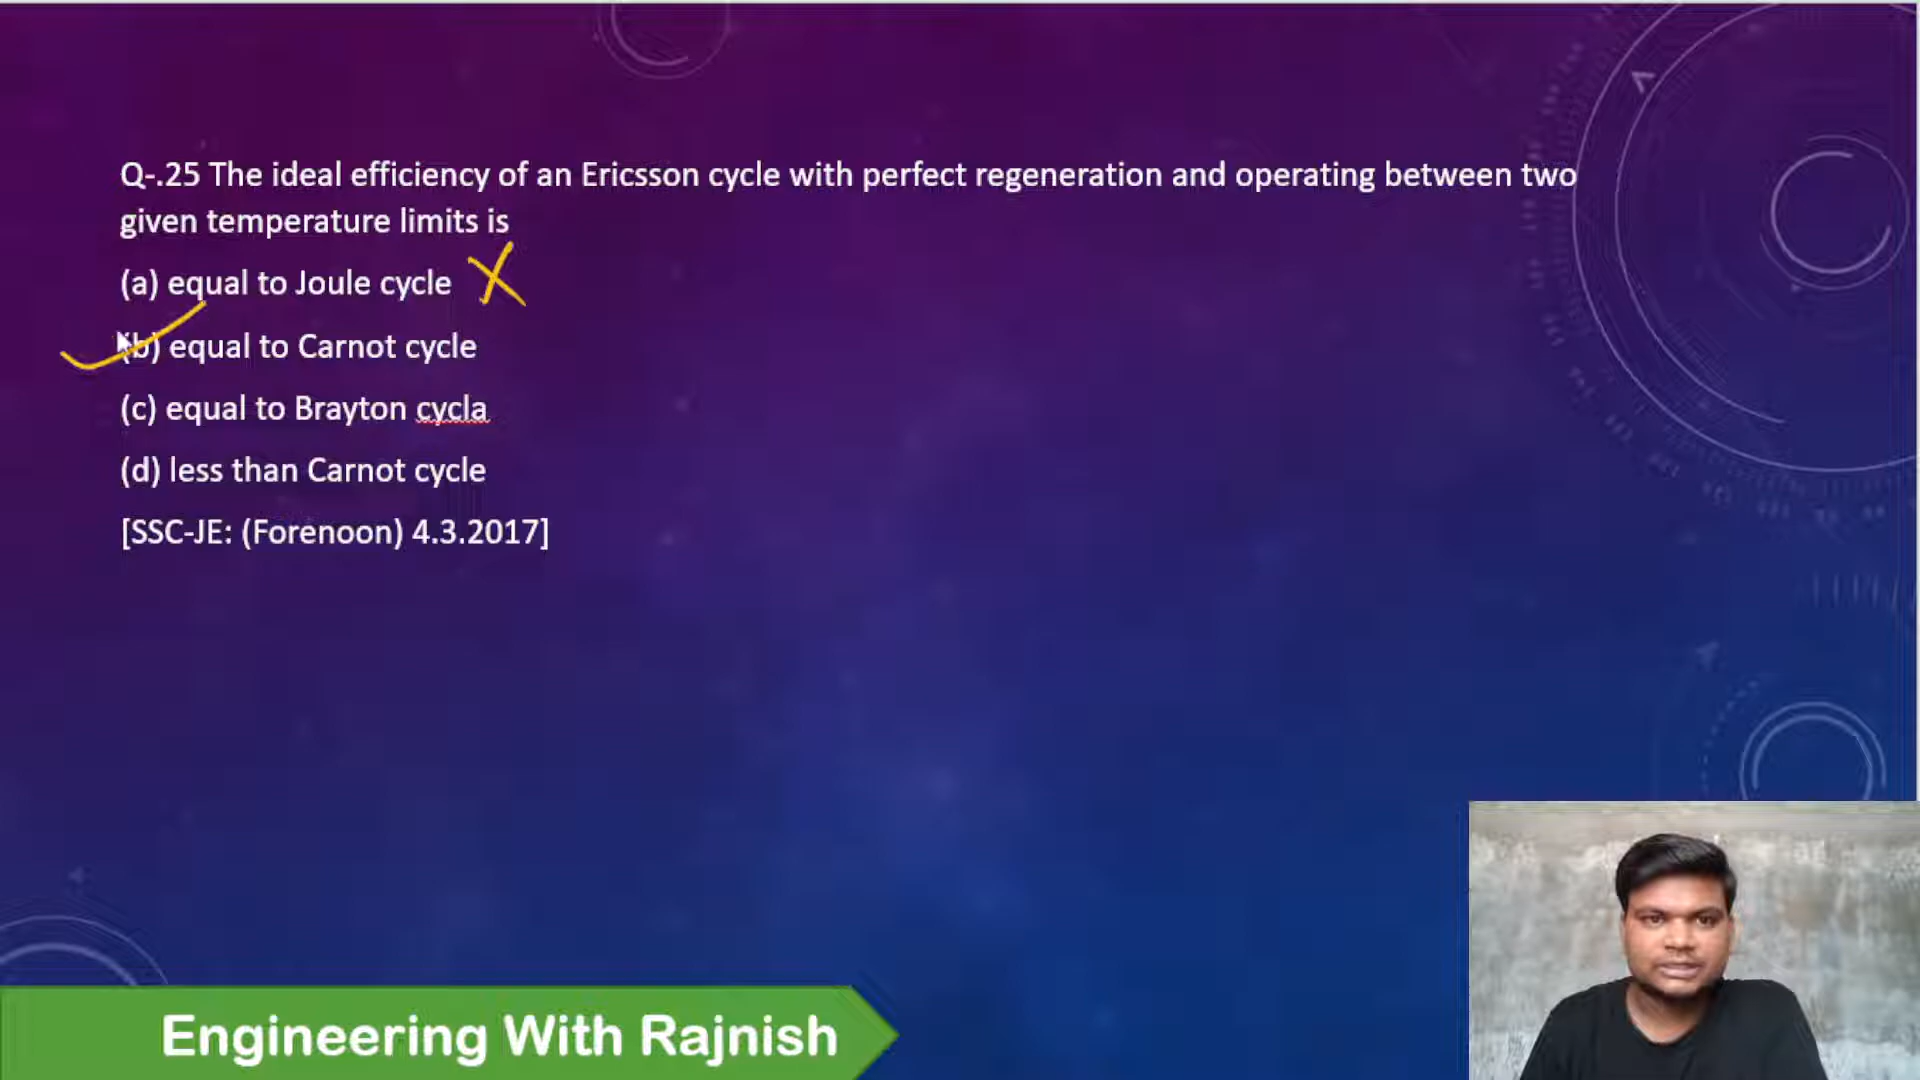 Q-.25 The ideal efficiency of an Ericsson cycle with perfect regeneration and operating between two
given temperature limits is
(a) equal to Joule cycle
(b) equal to Carnot cycle
(c) equal to Brayton cycla
(d) less than Carnot cycle
[SSC-JE: (Forenoon) 4.3.2017]
Engineering With Rajnish